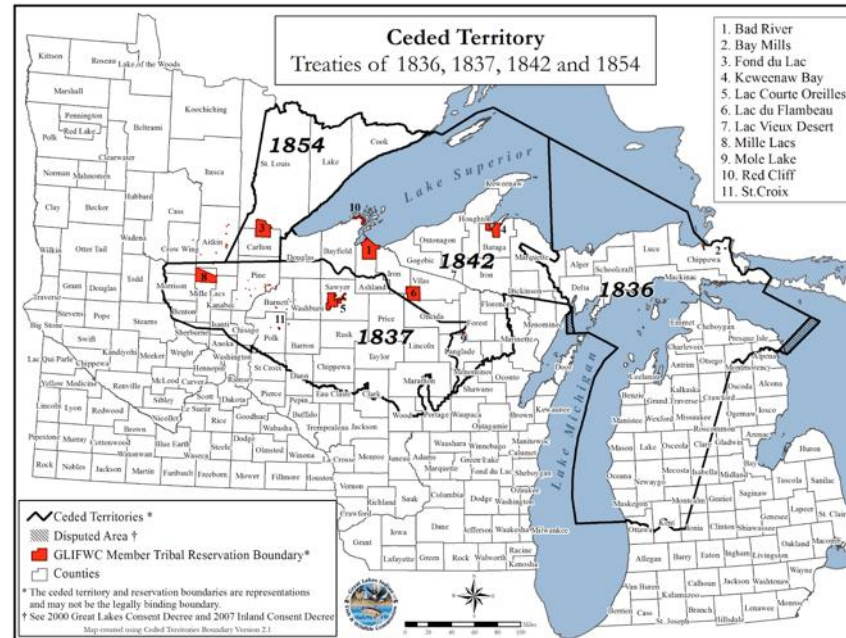 Ceded Territory
Treaties of 1836, 1837, 1842 and 1854
1. Bad River
2. Bay Mills
3. Fond du Lac
4. Keweenaw Bay
5. Lac Courte Oreilles
6. Lac du Flambeau
7. Lac Vieux Desert
8. Mille Lacs
9. Mole Lake
10. Red Cliff
11. St.Croix
Kittson
Roseau
Lake of the Woods
Marshall
Koochiching
Pennington
Red Lake
Polk
Beltrami
Clearwater
Itasca
Norman
Mahnomen
Hubbard
Cass
Clay
Becker
Wadena
Crow Wing
Aitkin
Wilkin
Otter Tail
Todd
Morrison
1854
St. Louis
Lake
Cook
Lake Superior
Keweenaw
Houghton
Ontonagon
Baraga
Gogebic
1842
Iron
Marquette
Dickinson
Alger
Luce
Chippewa
Schoolcraft
Mackinac
Delta
1836
Menominee
3
Carlton
Douglas
Bayfield
10
1
Iron
Vilas
6
4
2
8
Mille Lacs
Kanabec
Pine
Burnett
Washburn
Sawyer
5
Ashland
Price
Oneida
Forest
Florence
Marinette
Langlade
Lincoln
1837
Taylor
Rusk
Barron
Polk
11
Chippewa
Dunn
St Croix
Pierce
Pepin
Eau Claire
Clark
Marathon
Menominee
Shawano
Oconto
Door
Wood
Portage
Waupaca
Brown
Kewaunee
Buffalo
Trempealeau
Jackson
Outagamie
Waushara
Winnebago
Calumet
Manitowoc
La Crosse
Monroe
Juneau
Adams
Marquette
Green Lake
Fond du Lac
Sheboygan
Vernon
Richland
Sauk
Columbia
Dodge
Washington
Ozaukee
Crawford
Grant
Iowa
Dane
Jefferson
Waukesha
Milwaukee
Lafayette
Green
Rock
Walworth
Racine
Kenosha
Traverse
Grant
Douglas
Big Stone
Stevens
Pope
Stearns
Benton
Sherburne
Isanti
Chisago
Swift
Kandiyohi
Meeker
Wright
Anoka
Washington
Hennepin
Ramsey
Lac Qui Parle
Chippewa
Yellow Medicine
Renville
McLeod
Carver
Scott
Dakota
Lincoln
Lyon
Redwood
Sibley
Nicollet
Le Sueur
Rice
Goodhue
Wabasha
Brown
Pipestone
Murray
Cottonwood
Watonwan
Blue Earth
Waseca
Steele
Dodge
Olmsted
Winona
Rock
Nobles
Jackson
Martin
Faribault
Freeborn
Mower
Fillmore
Houston
Lake Michigan
Emmet
Cheboygan
Presque Isle
Charlevoix
Leelanau
Antrim
Otsego
Montmorency
Alpena
Benzie
Grand Traverse
Kalkaska
Crawford
Oscoda
Alcona
Manistee
Wexford
Missaukee
Roscommon
Ogemaw
Iosco
Mason
Lake
Osceola
Clare
Gladwin
Arenac
Huron
Oceana
Newaygo
Mecosta
Isabella
Midland
Bay
Tuscola
Sanilac
Muskegon
Montcalm
Gratiot
Saginaw
Genesee
Lapeer
St. Clair
Ottawa
Kent
Ionia
Clinton
Shiawassee
Oakland
Macomb
Allegan
Barry
Eaton
Ingham
Livingston
Van Buren
Kalamazoo
Calhoun
Jackson
Washtenaw
Wayne
Berrien
Cass
St. Joseph
Branch
Hillsdale
Lenawee
Monroe
Ceded Territories *
Disputed Area †
GLIFWC Member Tribal Reservation Boundary*
Counties
* The ceded territory and reservation boundaries are representations
and may not be the legally binding boundary.
† See 2000 Great Lakes Consent Decree and 2007 Inland Consent Decree
Map created using Ceded Territories Boundary Version 2.1
0
100
Miles